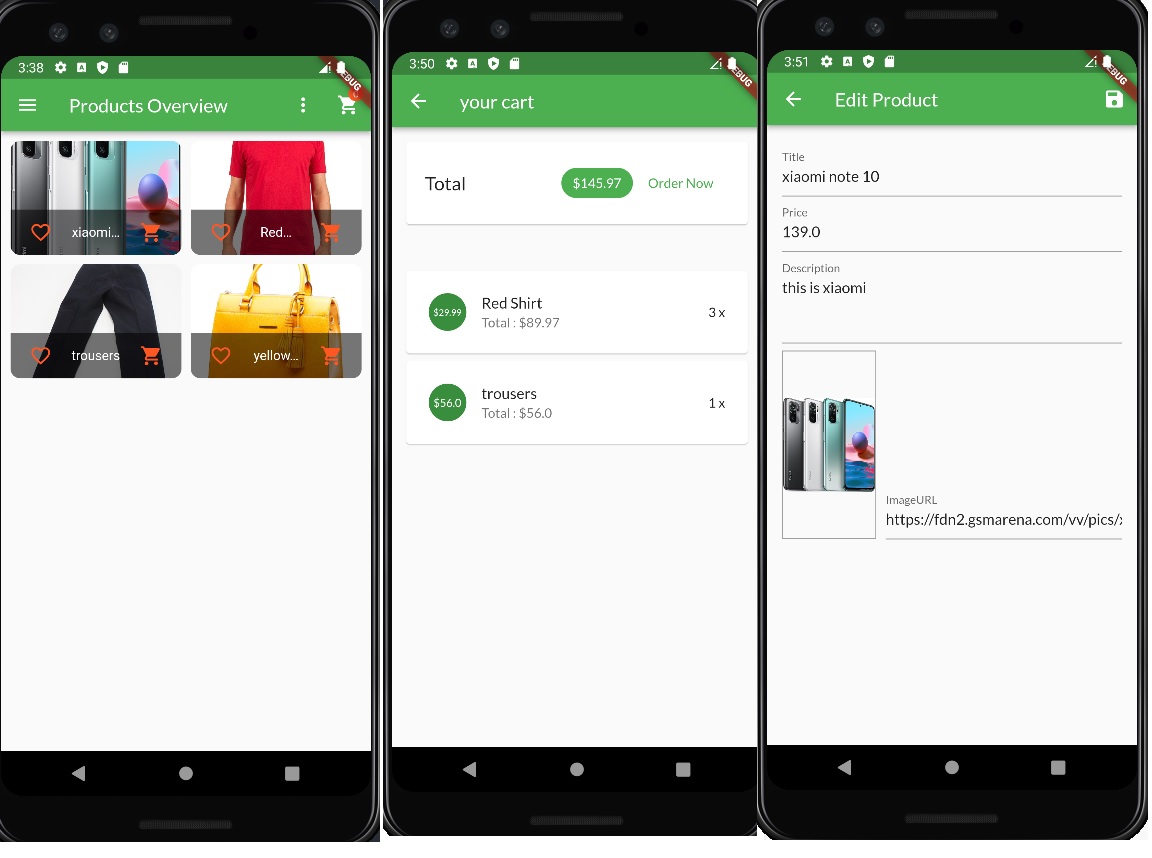 3:38
DEBUG
Products Overview
xiaomi...
Red...
trousers
yellow...
3:50
DEBUG
your cart
Total
$145.97
Order Now
$29.99
Red Shirt
Total : $89.97
3 x
$56.0
trousers
Total : $56.0
1 x
3:51
DEBUG
Edit Product
Title
xiaomi note 10
Price
139.0
Description
this is xiaomi
ImageURL
https://fdn2.gsmarena.com/vv/pics/